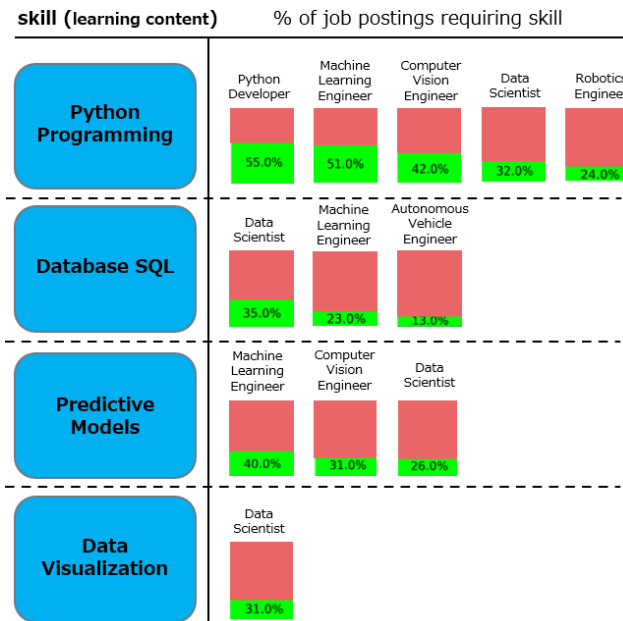 skill (learning content)
% of job postings requiring skill
Python
Programming
Python
Developer
Machine
Learning
Engineer
Computer
Vision
Engineer
Data
Scientist
Robotics
Enginee
55.0%
51.0%
42.0%
32.0%
24.0%
Database SQL
Data
Scientist
Machine
Learning
Engineer
Autonomous
Vehicle
Engineer
35.0%
23.0%
13.0%
Predictive
Models
Machine
Learning
Engineer
Computer
Vision
Engineer
Data
Scientist
40.0%
31.0%
26.0%
Data
Visualization
Data
Scientist
31.0%